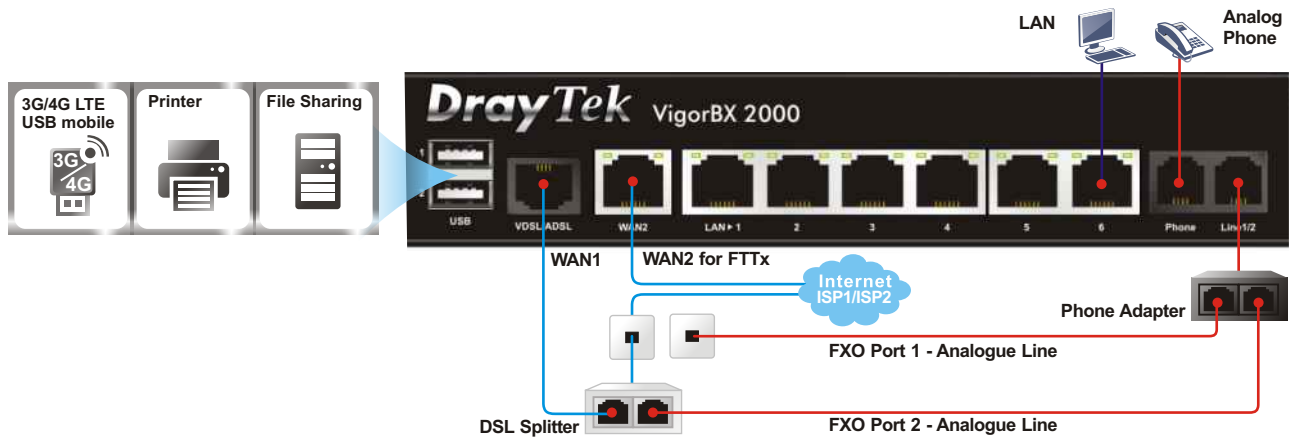 LAN
Analog
Phone
3G/4G LTE
USB mobile
Printer
File Sharing
3G
4G
DrayTek VigorBX 2000
1
2
USB
VDSL/ADSL
WAN2
LAN 1
2
3
4
5
6
Phone
Line1/2
WAN1
WAN2 for FTTx
Internet
ISP1/ISP2
Phone Adapter
FXO Port 1 - Analogue Line
DSL Splitter
FXO Port 2 - Analogue Line